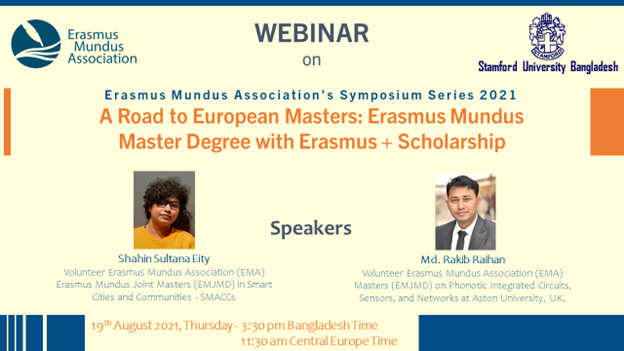 Erasmus
Mundus
Association
WEBINAR
on
STAMFORD
Stamford University Bangladesh
Erasmus Mundus Association's Symposium Series 2021
A Road to European Masters: Erasmus Mundus
Master Degree with Erasmus + Scholarship
Speakers
Shahin Sultana Eity
Volunteer Erasmus Mundus Association (EMA)
Erasmus Mundus Joint Masters (EMJMD) in Smart
Cities and Communities - SMACCs
Md. Rakib Raihan
Volunteer Erasmus Mundus Association (EMA)
Masters (EMJMD) on Phonotic Integrated Circuits,
Sensors, and Networks at Aston University, UK.
19th August 2021, Thursday - 3:30 pm Bangladesh Time
11:30 am Central Europe Time